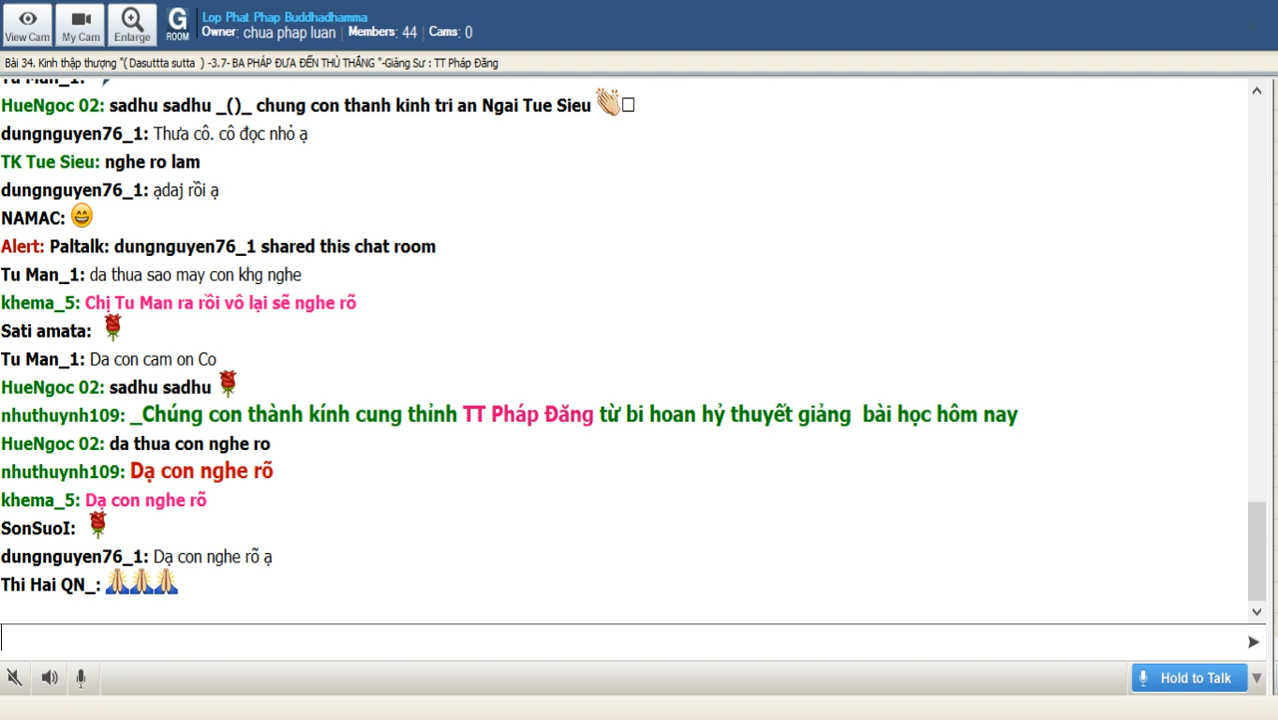 View Cam
My Cam
Enlarge
G
ROOM
Lop Phat Phap Buddhadhamma
Owner: chua phap luan | Members: 44 | Cams: 0
Bài 34. Kinh thập thượng "( Dasuttta sutta ) -3.7- BA PHÁP ĐƯA ĐẾN THÙ THẮNG "-Giảng Sư : TT Pháp Đăng
Tu Man_1:
HueNgoc 02: sadhu sadhu _()_ chung con thanh kinh tri an Ngai Tue Sieu
dungnguyen76_1: Thưa cô. cô đọc nhỏ ạ
TK Tue Sieu: nghe ro lam
dungnguyen76_1: ạdaj rồi ạ
NAMAC:
Alert: Paltalk: dungnguyen76_1 shared this chat room
Tu Man_1: da thua sao may con khg nghe
khema_5: Chị Tu Man ra rồi vô lại sẽ nghe rõ
Sati amata:
Tu Man_1: Da con cam on Co
HueNgoc 02: sadhu sadhu
nhuthuynh109: _Chúng con thành kính cung thỉnh TT Pháp Đăng từ bi hoan hỷ thuyết giảng bài học hôm nay
HueNgoc 02: da thua con nghe ro
nhuthuynh109: Dạ con nghe rõ
khema_5: Dạ con nghe rõ
SonSuoI:
dungnguyen76_1: Dạ con nghe rõ ạ
Thi Hai QN_:
Hold to Talk